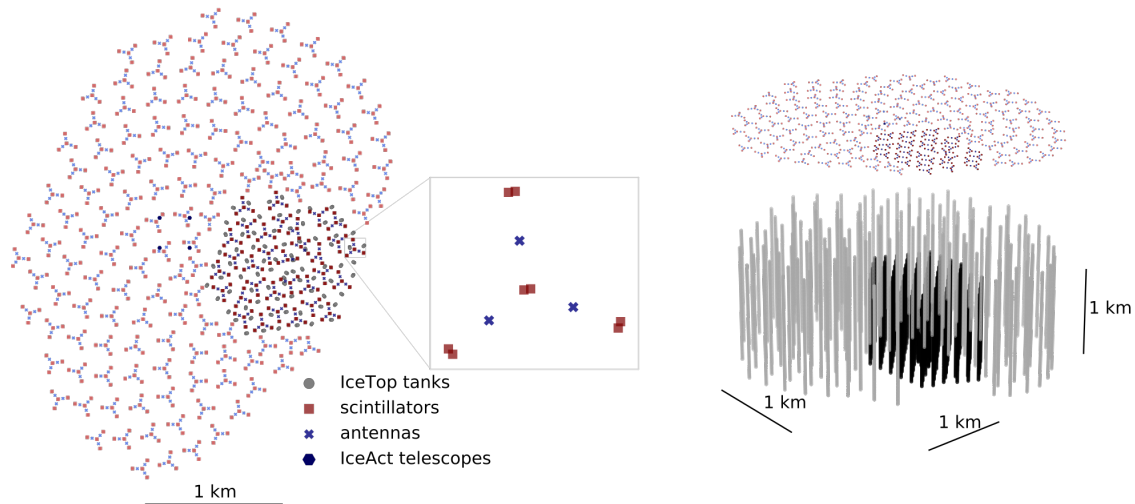 IceTop tanks
scintillators
antennas
IceAct telescopes
1 km
1 km
1 km
1 km